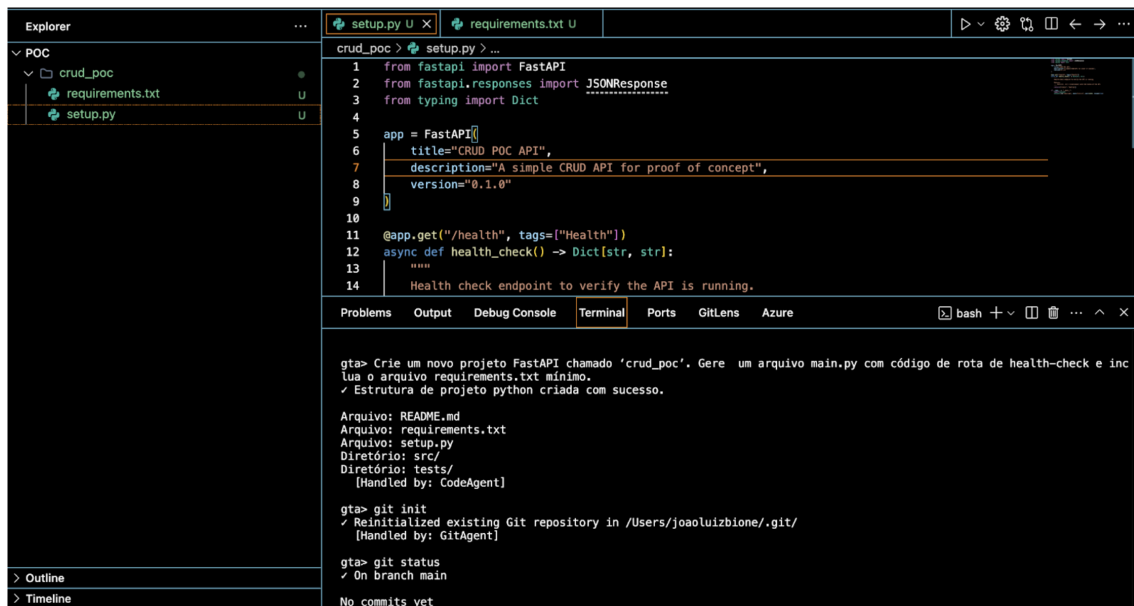 Explorer
POC
crud_poc
requirements.txt U
setup.py U
Outline
Timeline
setup.py U
requirements.txt U
crud_poc > setup.py > ...
1 from fastapi import FastAPI
2 from fastapi.responses import JSONResponse
3 from typing import Dict
4
5 app = FastAPI(
6 title="CRUD POC API",
7 description="A simple CRUD API for proof of concept",
8 version="0.1.0"
9 )
10
11 @app.get("/health", tags=["Health"])
12 async def health_check() -> Dict[str, str]:
13 """
14 Health check endpoint to verify the API is running.
Problems Output Debug Console Terminal Ports GitLens Azure bash
gta> Crie um novo projeto FastAPI chamado ‘crud_poc’. Gere um arquivo main.py com código de rota de health-check e inc
lua o arquivo requirements.txt mínimo.
✓ Estrutura de projeto python criada com sucesso.
Arquivo: README.md
Arquivo: requirements.txt
Arquivo: setup.py
Diretório: src/
Diretório: tests/
[Handled by: CodeAgent]
gta> git init
✓ Reinitialized existing Git repository in /Users/joaoluizbione/.git/
[Handled by: GitAgent]
gta> git status
✓ On branch main
No commits yet